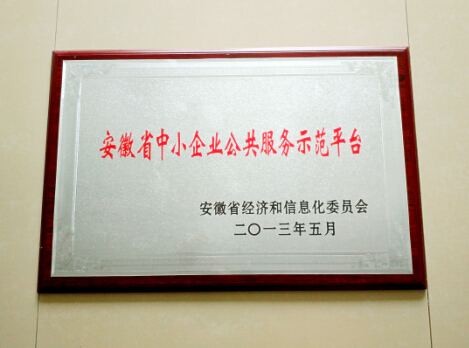 安徽省中小企业公共服务示范平台
安徽省经济和信息化委员会
二〇一三年五月